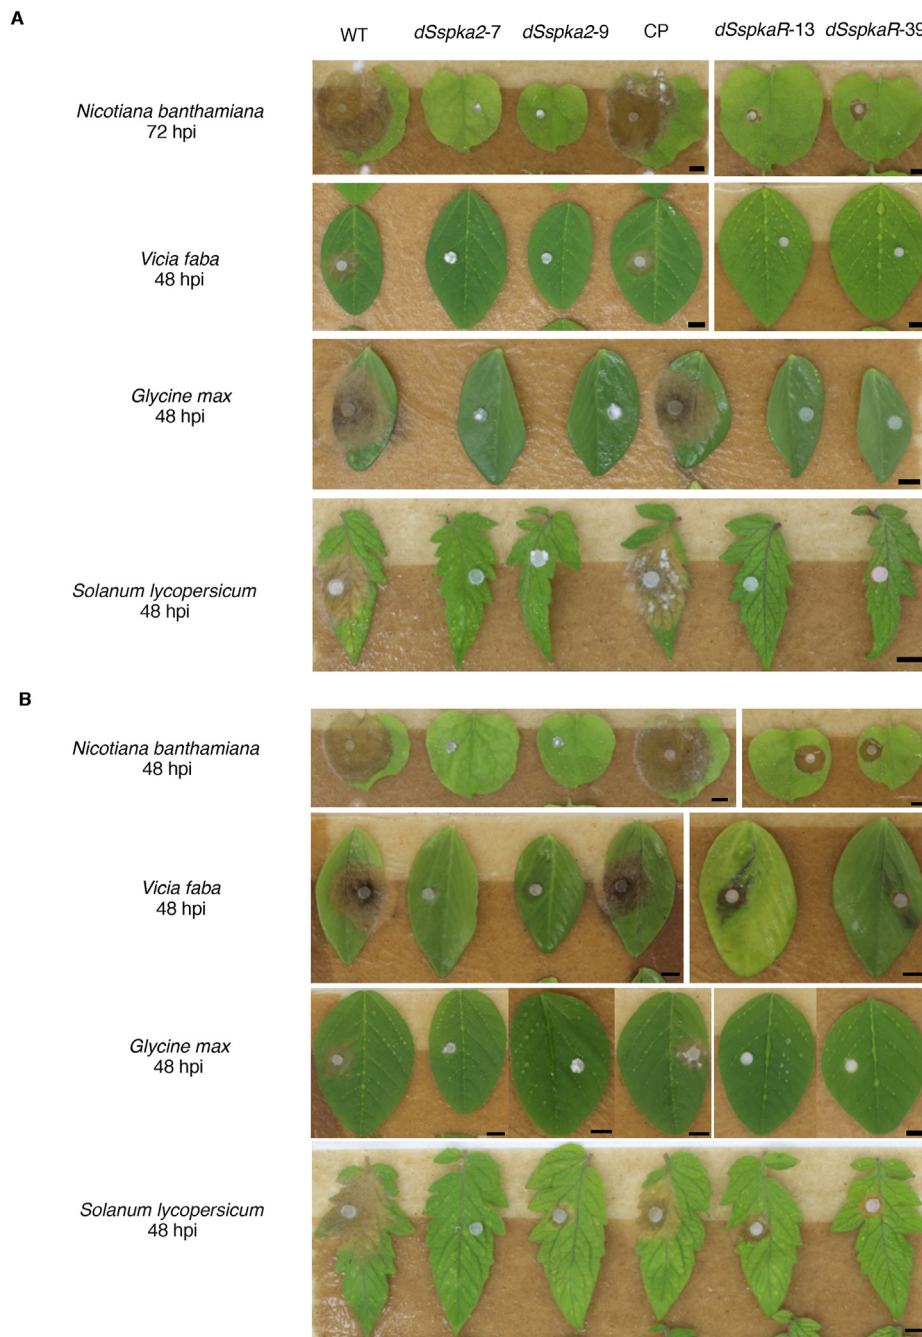 A
WT dSspka2-7 dSspka2-9 CP dSspkaR-13 dSspkaR-39
Nicotiana banthamiana
72 hpi
Vicia faba
48 hpi
Glycine max
48 hpi
Solanum lycopersicum
48 hpi
B
Nicotiana banthamiana
48 hpi
Vicia faba
48 hpi
Glycine max
48 hpi
Solanum lycopersicum
48 hpi